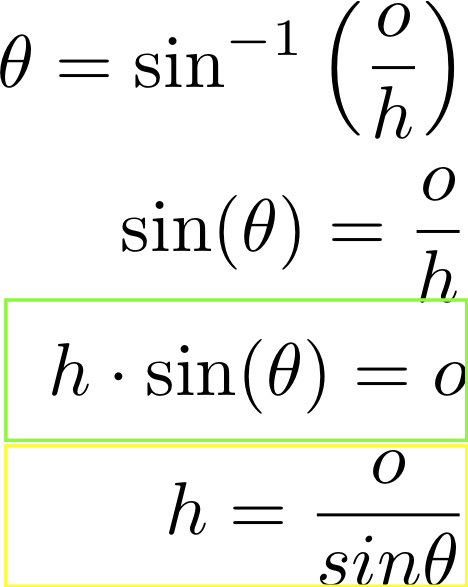 θ = sin⁻¹ (o/h)
sin(θ) = o/h
h · sin(θ) = o
h = o/sinθ